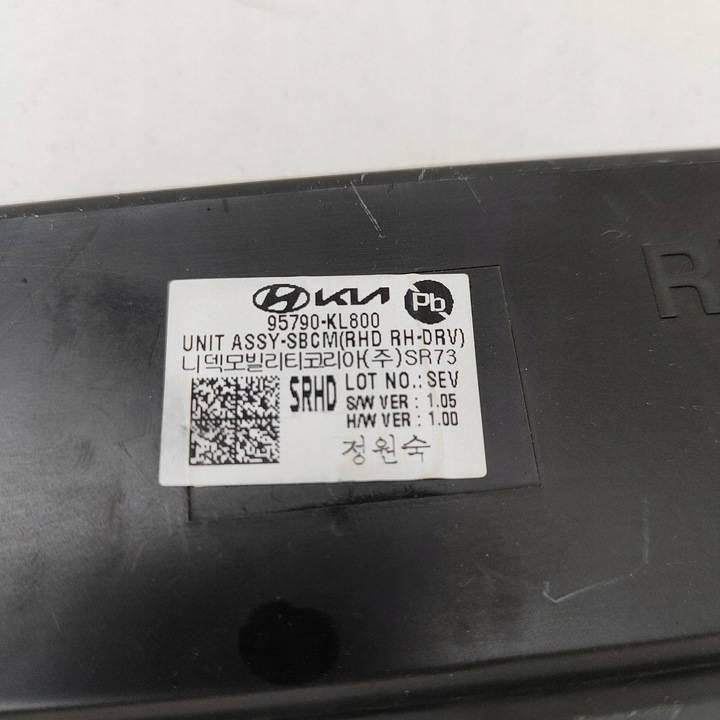 KIA Pb
95790-KL800
UNIT ASSY-SBCM(RHD RH-DRV)
니덱모빌리티코리아(주)SR73
SRHD
LOT NO.: SEV
S/W VER : 1.05
H/W VER : 1.00
정원숙
R